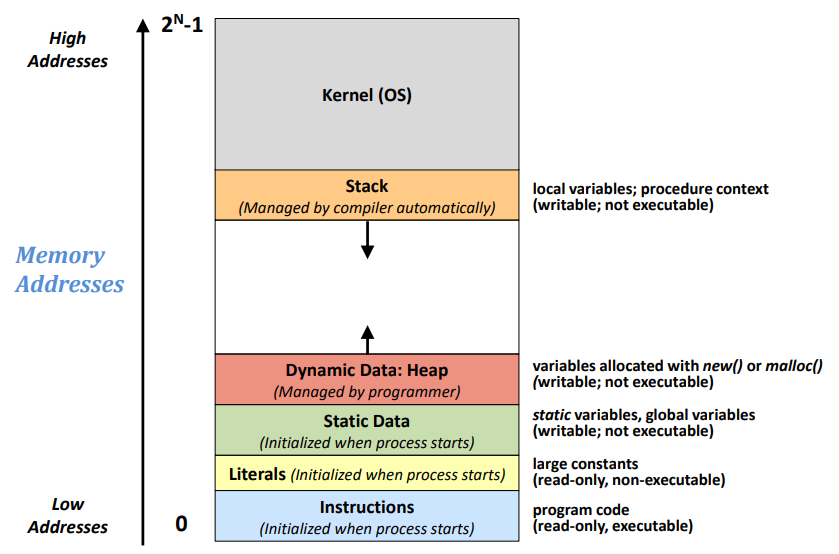 High
Addresses
2ᴺ-1
Kernel (OS)
Stack
(Managed by compiler automatically)
local variables; procedure context
(writable; not executable)
Memory
Addresses
Dynamic Data: Heap
(Managed by programmer)
variables allocated with new() or malloc()
(writable; not executable)
Static Data
(Initialized when process starts)
static variables, global variables
(writable; not executable)
Literals (Initialized when process starts)
large constants
(read-only, non-executable)
Low
Addresses
0
Instructions
(Initialized when process starts)
program code
(read-only, executable)